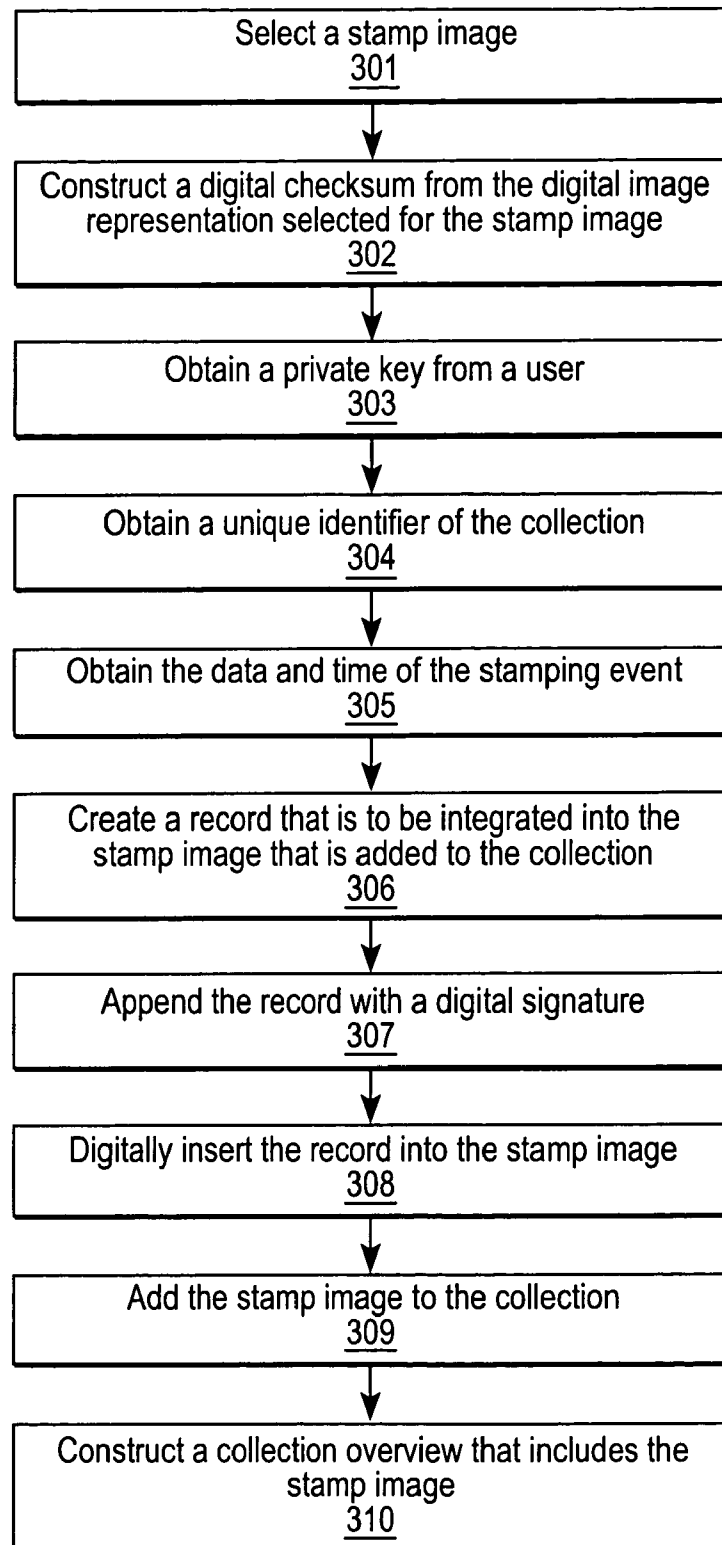 Select a stamp image
301
Construct a digital checksum from the digital image
representation selected for the stamp image
302
Obtain a private key from a user
303
Obtain a unique identifier of the collection
304
Obtain the data and time of the stamping event
305
Create a record that is to be integrated into the
stamp image that is added to the collection
306
Append the record with a digital signature
307
Digitally insert the record into the stamp image
308
Add the stamp image to the collection
309
Construct a collection overview that includes the
stamp image
310